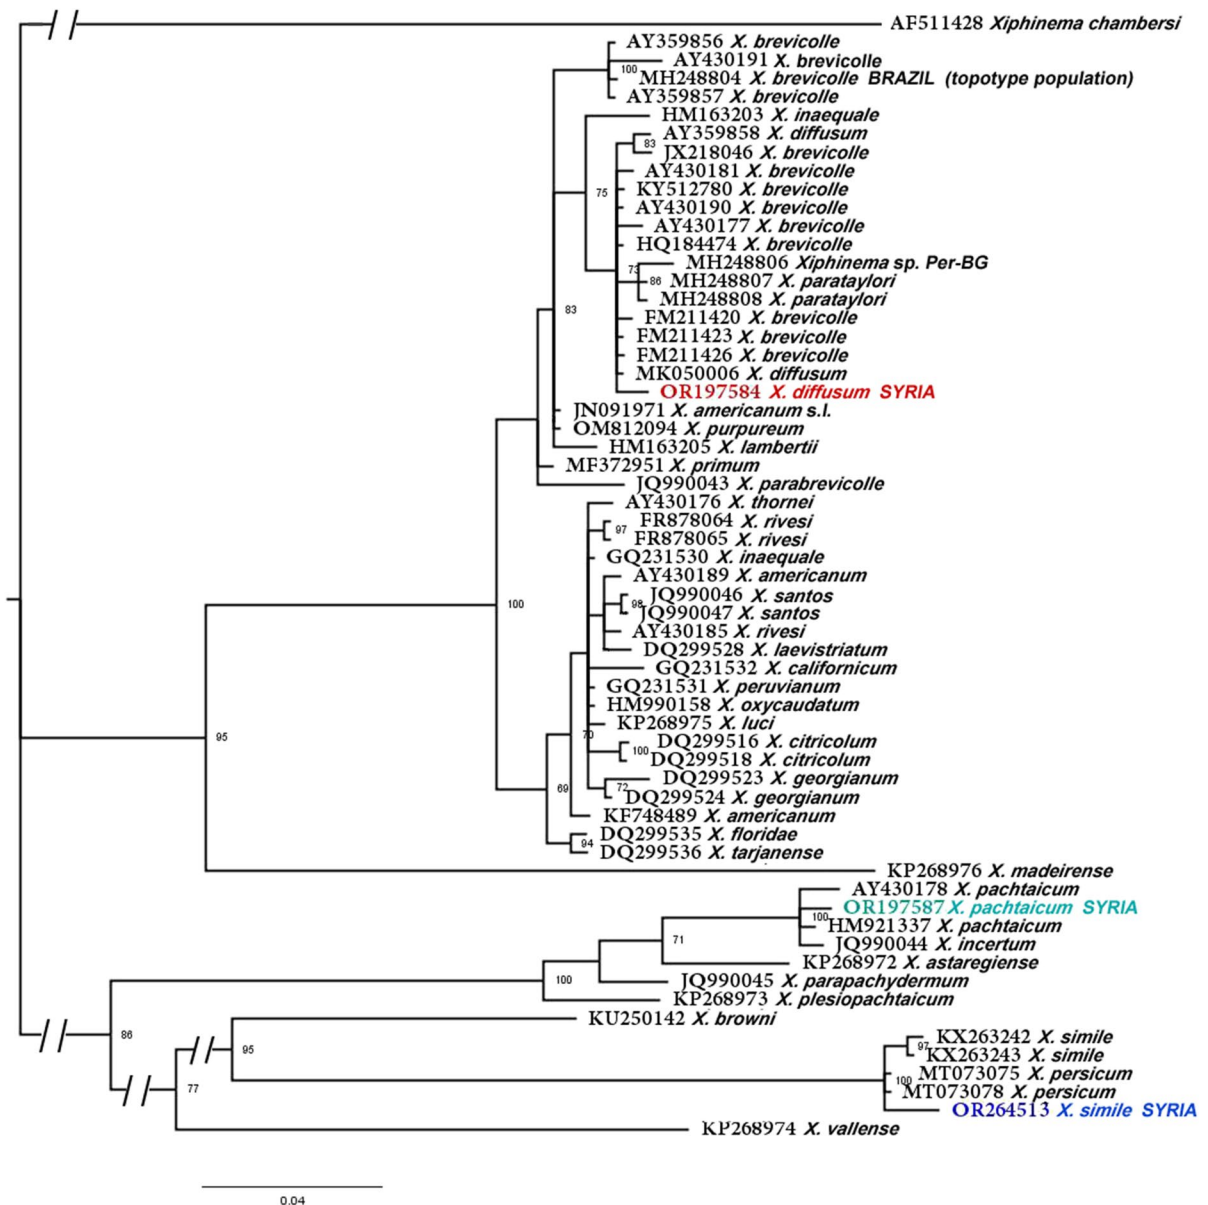 AF511428 Xiphinema chambersi
AY359856 X. brevicolle
AY430191 X. brevicolle
100
MH248804 X. brevicolle BRAZIL (topotype population)
AY359857 X. brevicolle
HM163203 X. inaequale
AY359858 X. diffusum
83
JX218046 X. brevicolle
AY430181 X. brevicolle
75
KY512780 X. brevicolle
AY430190 X. brevicolle
AY430177 X. brevicolle
HQ184474 X. brevicolle
MH248806 Xiphinema sp. Per-BG
73
86
MH248807 X. parataylori
MH248808 X. parataylori
83
FM211420 X. brevicolle
FM211423 X. brevicolle
FM211426 X. brevicolle
MK050006 X. diffusum
OR197584 X. diffusum SYRIA
JN091971 X. americanum s.l.
OM812094 X. purpureum
HM163205 X. lambertii
MF372951 X. primum
JQ990043 X. parabrevicolle
AY430176 X. thornei
FR878064 X. rivesi
97
FR878065 X. rivesi
GQ231530 X. inaequale
AY430189 X. americanum
JQ990046 X. santos
100
98
JQ990047 X. santos
AY430185 X. rivesi
DQ299528 X. laevistriatum
GQ231532 X. californicum
GQ231531 X. peruvianum
HM990158 X. oxycaudatum
KP268975 X. luci
95
70
DQ299516 X. citricolum
100
DQ299518 X. citricolum
DQ299523 X. georgianum
69
72
DQ299524 X. georgianum
KF748489 X. americanum
DQ299535 X. floridae
94
DQ299536 X. tarjanense
KP268976 X. madeirense
AY430178 X. pachtaicum
OR197587 X. pachtaicum SYRIA
100
HM921337 X. pachtaicum
71
JQ990044 X. incertum
KP268972 X. astaregiense
100
JQ990045 X. parapachydermum
KP268973 X. plesiopachtaicum
KU250142 X. browni
86
KX263242 X. simile
95
97
KX263243 X. simile
MT073075 X. persicum
100
77
MT073078 X. persicum
OR264513 X. simile SYRIA
KP268974 X. vallense
0.04